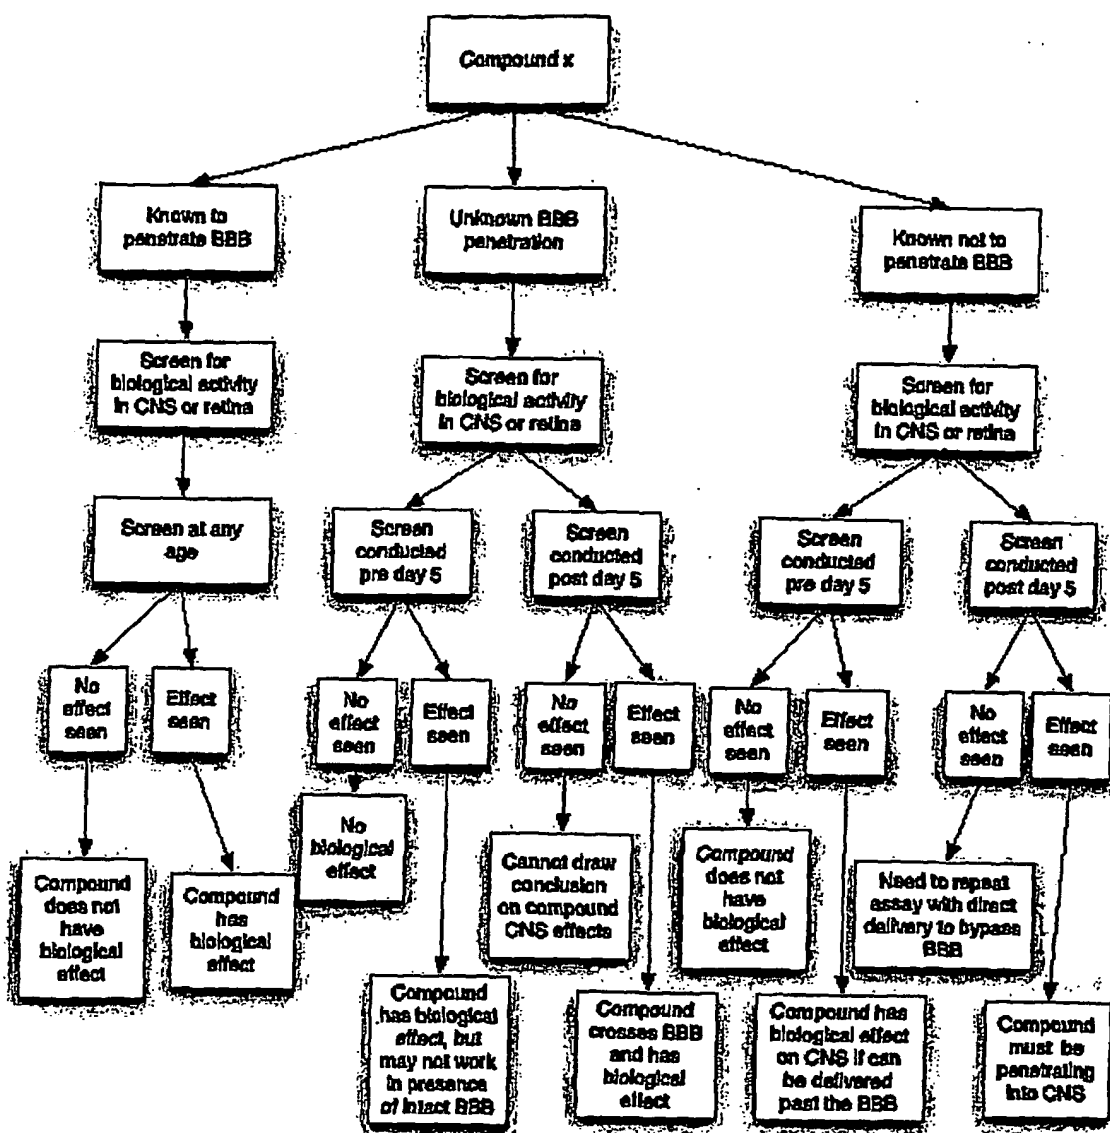 Compound x
Known to
penetrate BBB
Unknown BBB
penetration
Known not to
penetrate BBB
Screen for
biological activity
in CNS or retina
Screen for
biological activity
in CNS or retina
Screen for
biological activity
in CNS or retina
Screen at any
age
Screen
conducted
pre day 5
Screen
conducted
post day 5
Screen
conducted
pre day 5
Screen
conducted
post day 5
No
effect
seen
Effect
seen
No
effect
seen
Effect
seen
No
effect
seen
Effect
seen
No
effect
seen
Effect
seen
No
effect
seen
Effect
seen
Compound
does not
have
biological
effect
Compound
has
biological
effect
No
biological
effect
Compound
has biological
effect, but
may not work
in presence
of intact BBB
Cannot draw
conclusion
on compound
CNS effects
Compound
crosses BBB
and has
biological
effect
Compound
does not
have
biological
effect
Compound has
biological effect
on CNS if can
be delivered
past the BBB
Need to repeat
assay with direct
delivery to bypass
BBB
Compound
must be
penetrating
into CNS